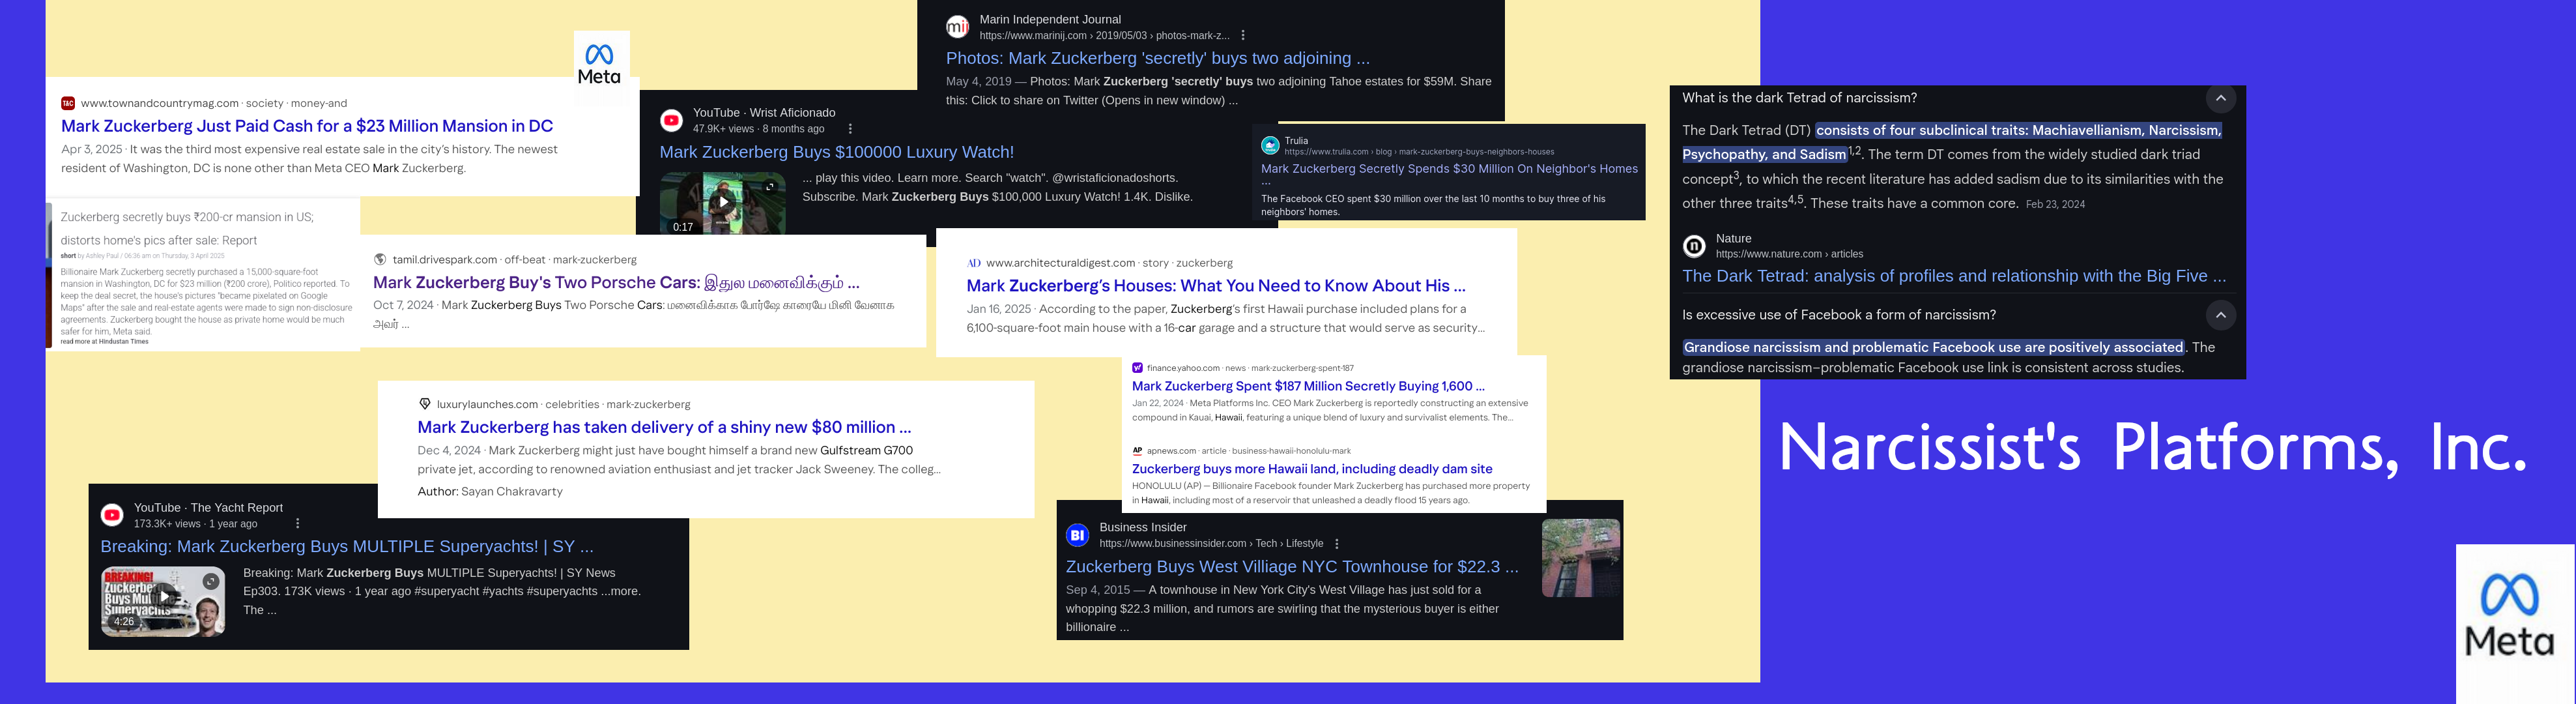 Meta
www.townandcountrymag.com · society · money-and
Mark Zuckerberg Just Paid Cash for a $23 Million Mansion in DC
Apr 3, 2025 · It was the third most expensive real estate sale in the city's history. The newest
resident of Washington, DC is none other than Meta CEO Mark Zuckerberg.
Zuckerberg secretly buys ₹200-cr mansion in US;
distorts home's pics after sale: Report
short by Ashley Paul / 06:36 am on Thursday, 3 April 2025
Billionaire Mark Zuckerberg secretly purchased a 15,000-square-foot
mansion in Washington, DC for $23 million (₹200 crore), Politico reported. To
keep the deal secret, the house's pictures "became pixelated on Google
Maps" after the sale and real-estate agents were made to sign non-disclosure
agreements. Zuckerberg bought the house as private home would be much
safer for him, Meta said.
read more at Hindustan Times
YouTube · Wrist Aficionado
47.9K+ views · 8 months ago
Mark Zuckerberg Buys $100000 Luxury Watch!
... play this video. Learn more. Search "watch". @wristaficionadoshorts.
Subscribe. Mark Zuckerberg Buys $100,000 Luxury Watch! 1.4K. Dislike.
0:17
mij
Marin Independent Journal
https://www.marinij.com › 2019/05/03 › photos-mark-z...
Photos: Mark Zuckerberg 'secretly' buys two adjoining ...
May 4, 2019 — Photos: Mark Zuckerberg 'secretly' buys two adjoining Tahoe estates for $59M. Share
this: Click to share on Twitter (Opens in new window) ...
Trulia
https://www.trulia.com › blog › mark-zuckerberg-buys-neighbors-houses
Mark Zuckerberg Secretly Spends $30 Million On Neighbor's Homes
...
The Facebook CEO spent $30 million over the last 10 months to buy three of his
neighbors' homes.
tamil.drivespark.com · off-beat · mark-zuckerberg
Mark Zuckerberg Buy's Two Porsche Cars: இதுல மனைவிக்கும் ...
Oct 7, 2024 · Mark Zuckerberg Buys Two Porsche Cars: மனைவிக்காக போர்ஷே காரையே மினி வேனாக
அவர் ...
AD www.architecturaldigest.com · story · zuckerberg
Mark Zuckerberg's Houses: What You Need to Know About His ...
Jan 16, 2025 · According to the paper, Zuckerberg's first Hawaii purchase included plans for a
6,100-square-foot main house with a 16-car garage and a structure that would serve as security...
finance.yahoo.com · news · mark-zuckerberg-spent-187
Mark Zuckerberg Spent $187 Million Secretly Buying 1,600 ...
Jan 22, 2024 · Meta Platforms Inc. CEO Mark Zuckerberg is reportedly constructing an extensive
compound in Kauai, Hawaii, featuring a unique blend of luxury and survivalist elements. The...
AP apnews.com · article · business-hawaii-honolulu-mark
Zuckerberg buys more Hawaii land, including deadly dam site
HONOLULU (AP) — Billionaire Facebook founder Mark Zuckerberg has purchased more property
in Hawaii, including most of a reservoir that unleashed a deadly flood 15 years ago.
luxurylaunches.com · celebrities · mark-zuckerberg
Mark Zuckerberg has taken delivery of a shiny new $80 million ...
Dec 4, 2024 · Mark Zuckerberg might just have bought himself a brand new Gulfstream G700
private jet, according to renowned aviation enthusiast and jet tracker Jack Sweeney. The colleg...
Author: Sayan Chakravarty
YouTube · The Yacht Report
173.3K+ views · 1 year ago
Breaking: Mark Zuckerberg Buys MULTIPLE Superyachts! | SY ...
Breaking: Mark Zuckerberg Buys MULTIPLE Superyachts! | SY News
Ep303. 173K views · 1 year ago #superyacht #yachts #superyachts ...more.
The ...
BREAKING!
Zuckerberg
Buys Mul
Superyachts!
4:26
BI
Business Insider
https://www.businessinsider.com › Tech › Lifestyle
Zuckerberg Buys West Villiage NYC Townhouse for $22.3 ...
Sep 4, 2015 — A townhouse in New York City's West Village has just sold for a
whopping $22.3 million, and rumors are swirling that the mysterious buyer is either
billionaire ...
What is the dark Tetrad of narcissism?
The Dark Tetrad (DT) consists of four subclinical traits: Machiavellianism, Narcissism,
Psychopathy, and Sadism1,2. The term DT comes from the widely studied dark triad
concept3, to which the recent literature has added sadism due to its similarities with the
other three traits4,5. These traits have a common core. Feb 23, 2024
n
Nature
https://www.nature.com › articles
The Dark Tetrad: analysis of profiles and relationship with the Big Five ...
Is excessive use of Facebook a form of narcissism?
Grandiose narcissism and problematic Facebook use are positively associated. The
grandiose narcissism–problematic Facebook use link is consistent across studies.
Narcissist's Platforms, Inc.
Meta